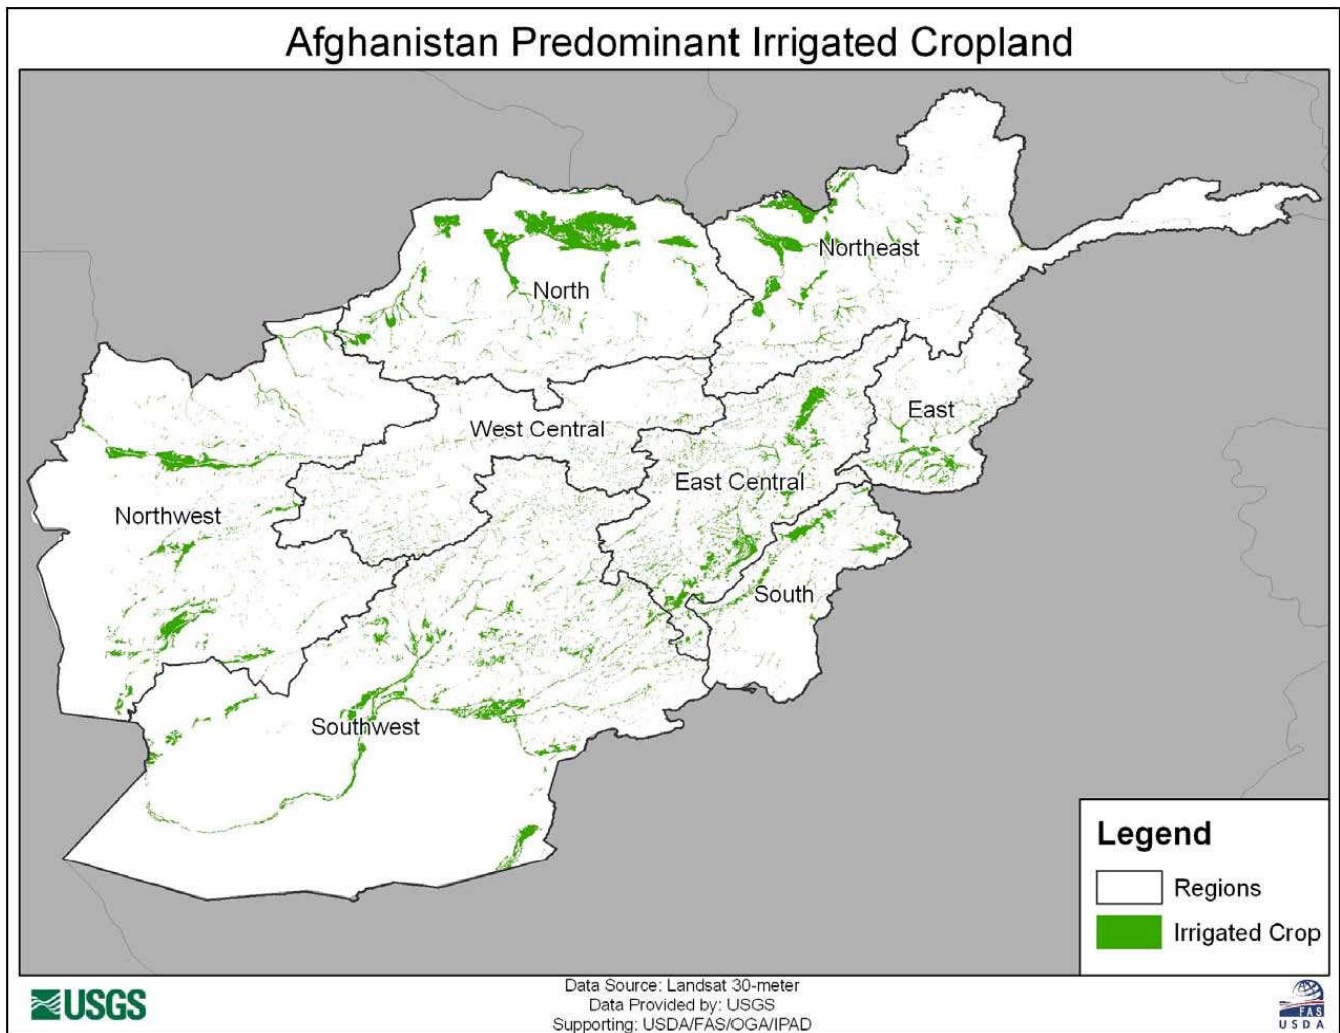 Afghanistan Predominant Irrigated Cropland
Northeast
North
East
West Central
East Central
Northwest
South
Southwest
Legend
Regions
Irrigated Crop
USGS
Data Source: Landsat 30-meter
Data Provided by: USGS
Supporting: USDA/FAS/OGA/IPAD
FAS
USDA